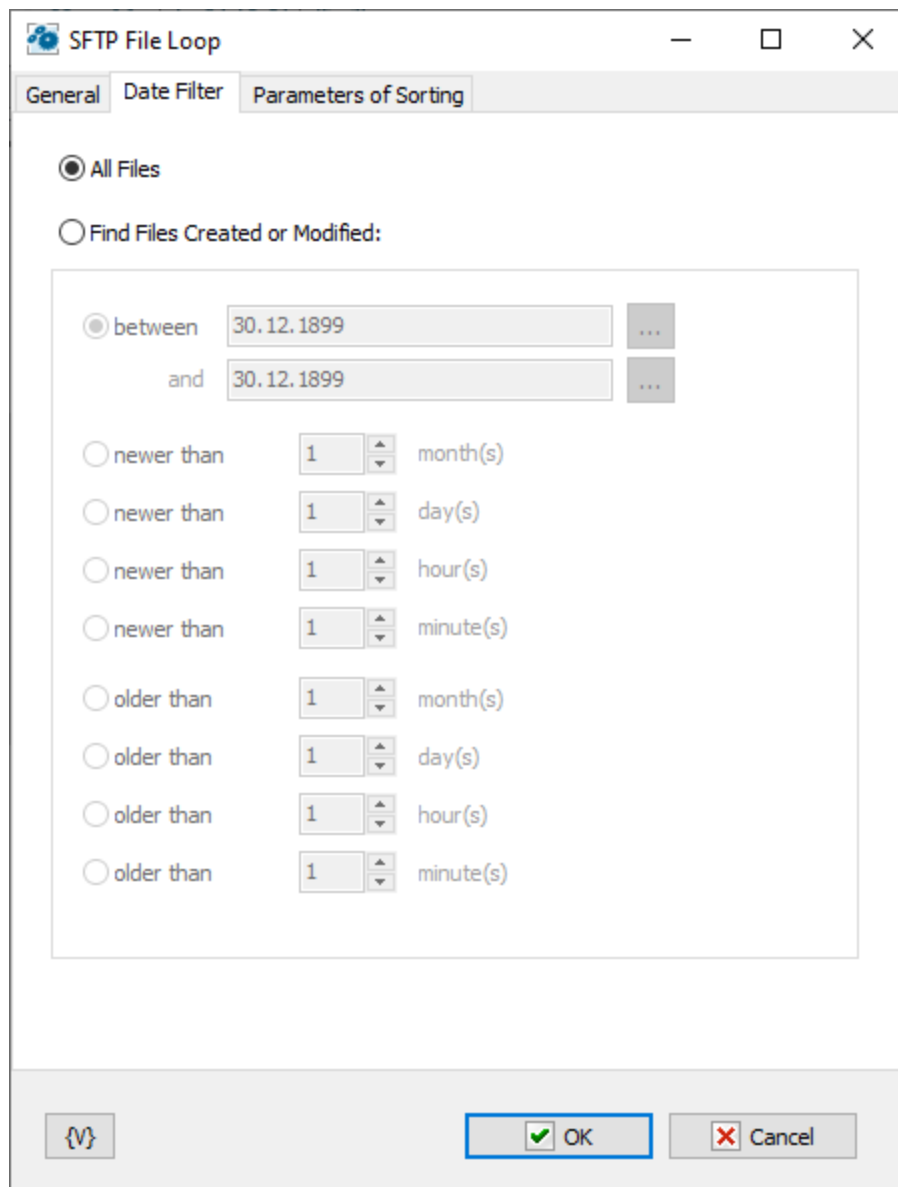 SFTP File Loop
General Date Filter Parameters of Sorting
All Files
Find Files Created or Modified:
between 30.12.1899 ...
and 30.12.1899 ...
newer than 1 month(s)
newer than 1 day(s)
newer than 1 hour(s)
newer than 1 minute(s)
older than 1 month(s)
older than 1 day(s)
older than 1 hour(s)
older than 1 minute(s)
{V} OK Cancel